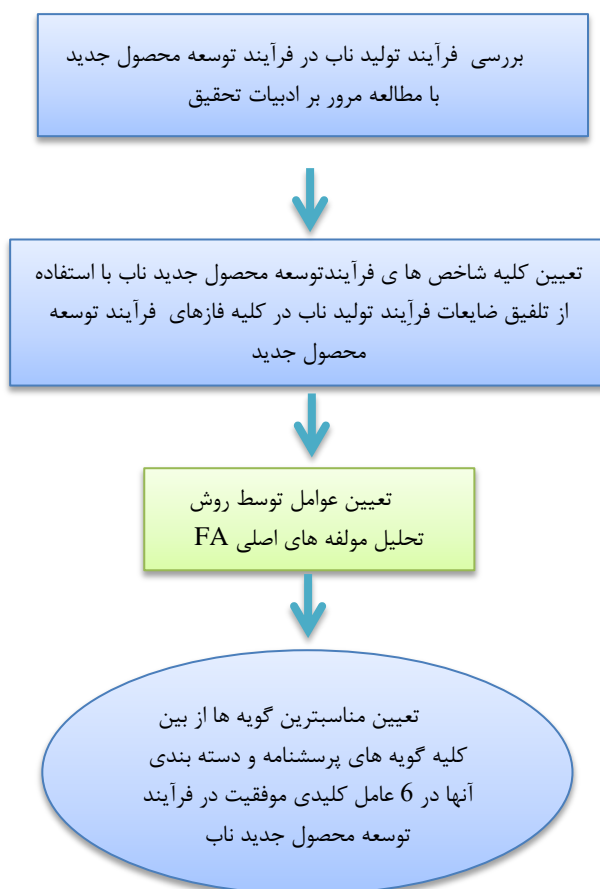 بررسی فرآیند تولید ناب در فرآیند توسعه محصول جدید
با مطالعه مرور بر ادبیات تحقیق
تعیین کلیه شاخص ها ی فرآیندتوسعه محصول جدید ناب با استفاده
از تلفیق ضایعات فرآِیند تولید ناب در کلیه فازهای فرآیند توسعه
محصول جدید
تعیین عوامل توسط روش
تحلیل مولفه های اصلی FA
تعیین مناسبترین گویه ها از بین
کلیه گویه های پرسشنامه و دسته بندی
آنها در 6 عامل کلیدی موفقیت در فرآیند
توسعه محصول جدید ناب